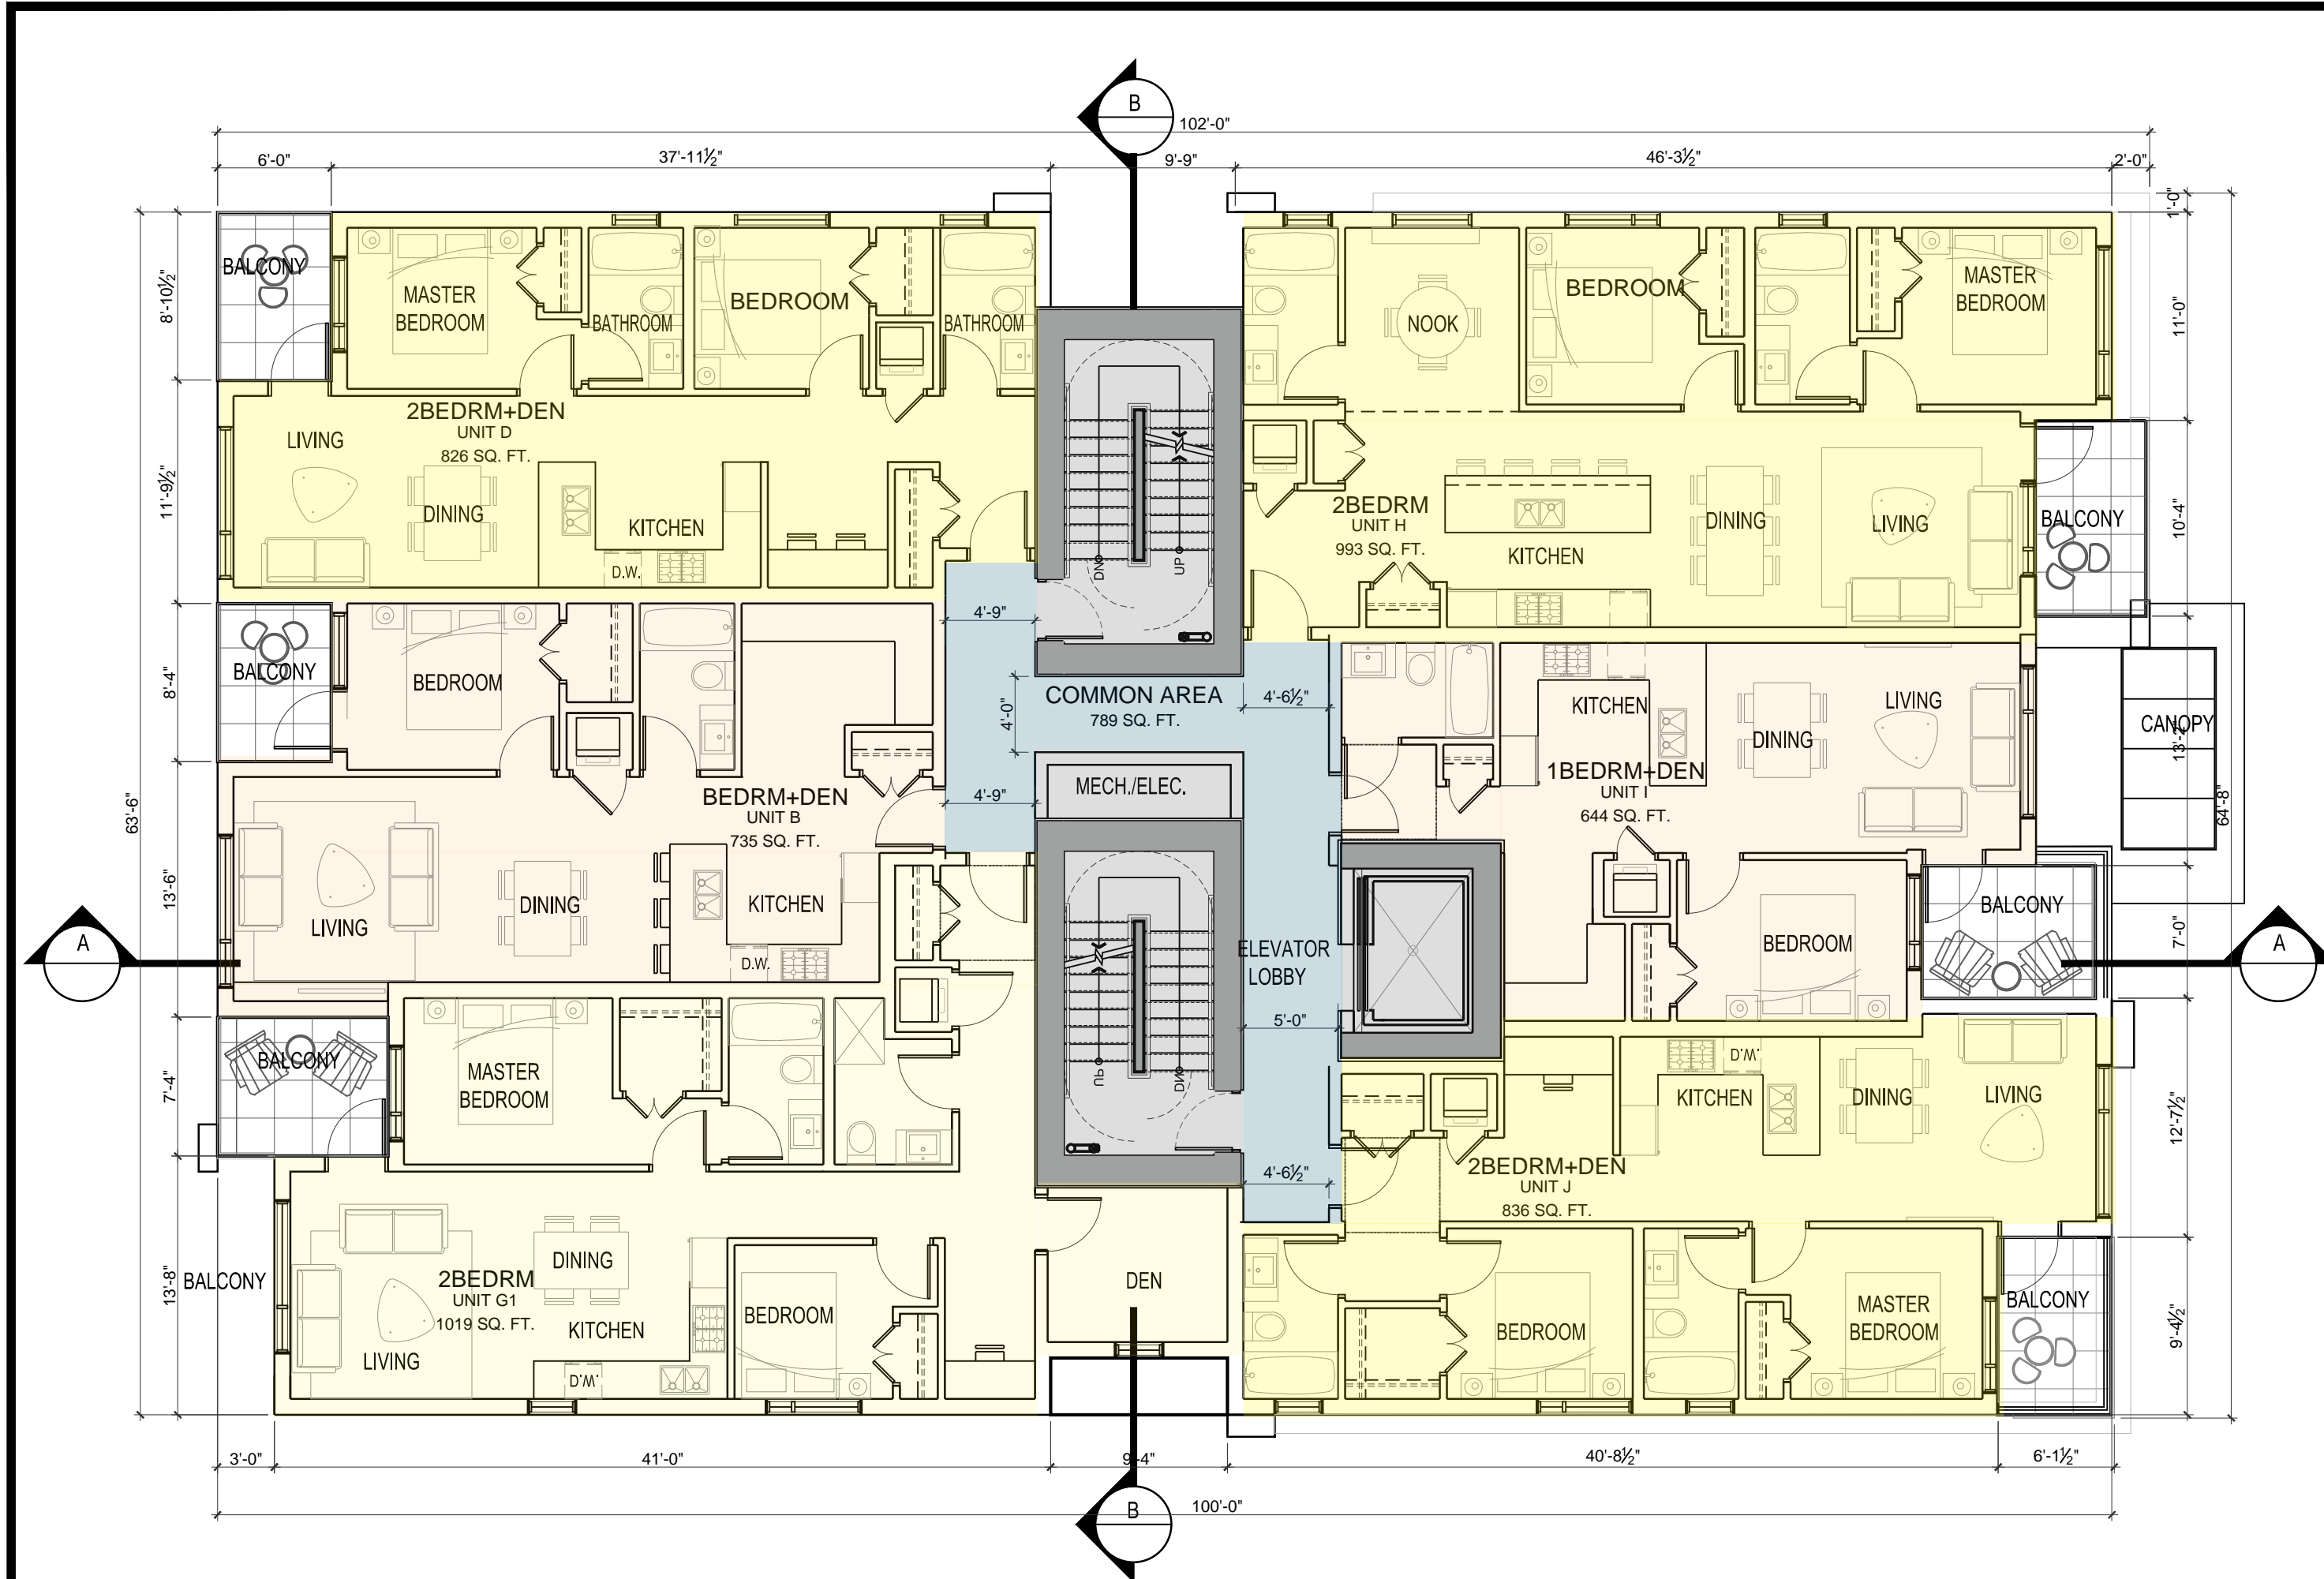 B
102'-0"
6'-0"
37'-11½"
9'-9"
46'-3½"
2'-0"
1'-0"
BALCONY
MASTER
BEDROOM
BATHROOM
BEDROOM
BATHROOM
NOOK
BEDROOM
MASTER
BEDROOM
8'-10½"
11'-0"
2BEDRM+DEN
UNIT D
826 SQ. FT.
LIVING
DINING
KITCHEN
D.W.
11'-9½"
DN
UP
2BEDRM
UNIT H
993 SQ. FT.
KITCHEN
DINING
LIVING
BALCONY
10'-4"
4'-9"
BALCONY
BEDROOM
8'-4"
COMMON AREA
789 SQ. FT.
4'-0"
4'-6½"
KITCHEN
DINING
LIVING
CANOPY
13'-2"
MECH./ELEC.
4'-9"
BEDRM+DEN
UNIT B
735 SQ. FT.
1BEDRM+DEN
UNIT I
644 SQ. FT.
63'-6"
64'-8"
13'-6"
LIVING
DINING
KITCHEN
D.W.
BALCONY
BEDROOM
7'-0"
A
A
ELEVATOR
LOBBY
5'-0"
BALCONY
MASTER
BEDROOM
7'-4"
UP
DN
D.W.
KITCHEN
DINING
LIVING
12'-7½"
4'-6½"
2BEDRM+DEN
UNIT J
836 SQ. FT.
BALCONY
13'-8"
2BEDRM
UNIT G1
1019 SQ. FT.
DINING
KITCHEN
LIVING
D.W.
BEDROOM
DEN
BEDROOM
MASTER
BEDROOM
BALCONY
9'-4½"
3'-0"
41'-0"
9'-4"
40'-8½"
6'-1½"
100'-0"
B